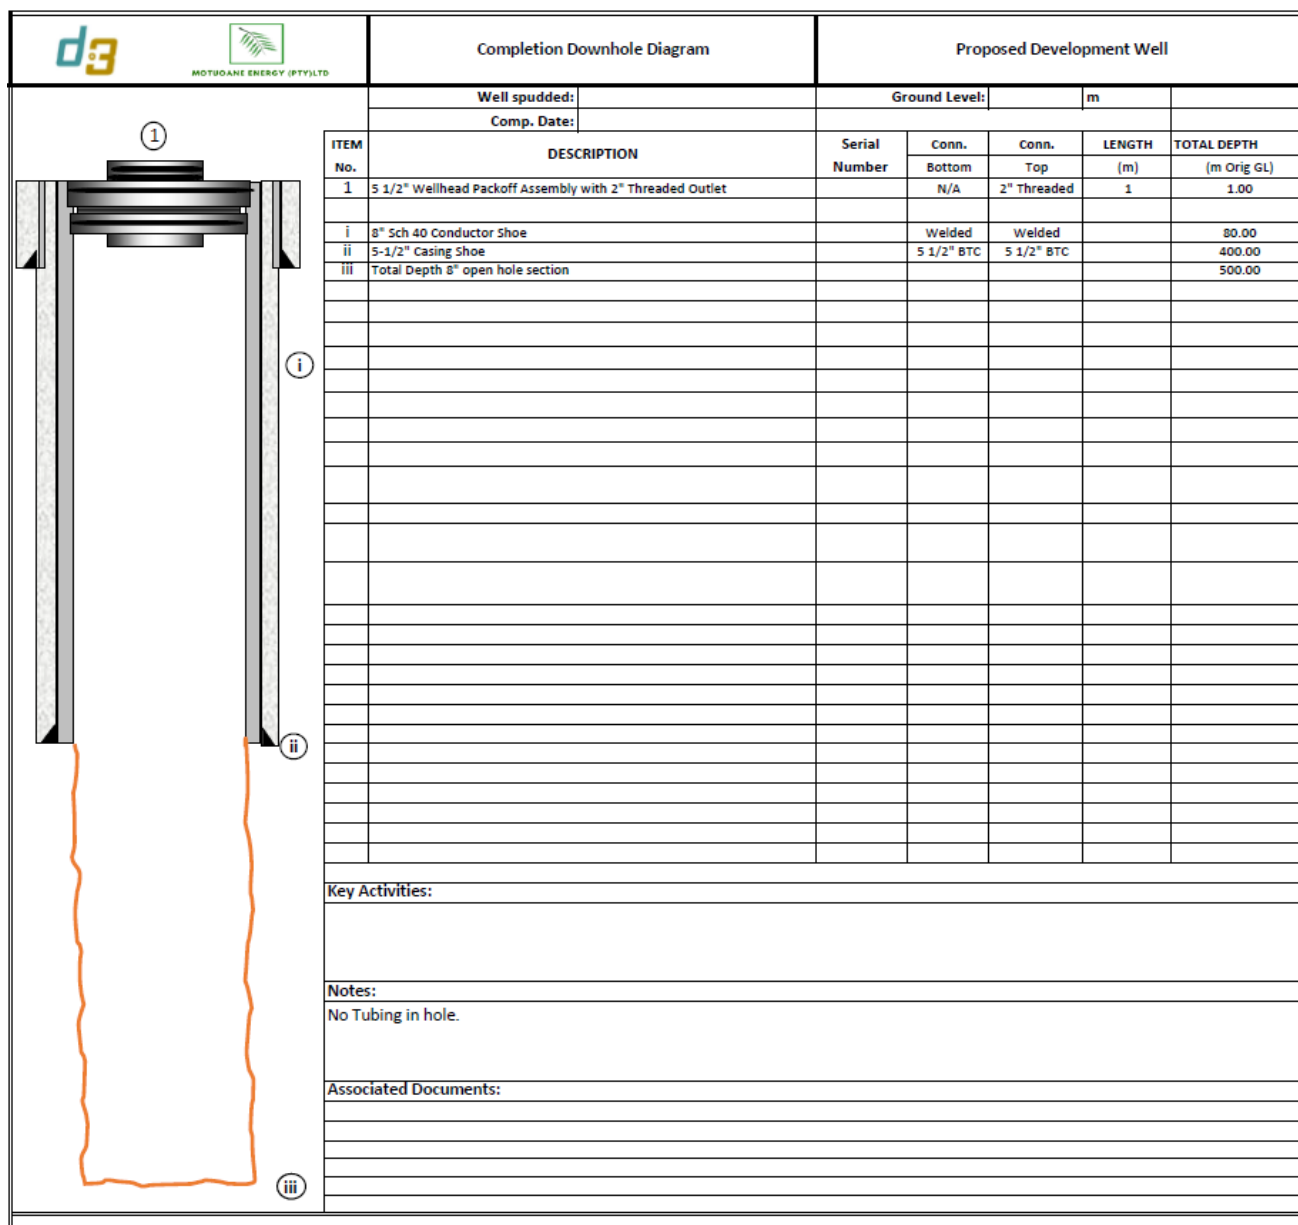 d3
MOTUOANE ENERGY (PTY)LTD
Completion Downhole Diagram
Proposed Development Well
Well spudded:
Ground Level: m
Comp. Date:
ITEM No. DESCRIPTION Serial Number Conn. Bottom Conn. Top LENGTH (m) TOTAL DEPTH (m Orig GL)
1 5 1/2" Wellhead Packoff Assembly with 2" Threaded Outlet N/A 2" Threaded 1 1.00
i 8" Sch 40 Conductor Shoe Welded Welded 80.00
ii 5-1/2" Casing Shoe 5 1/2" BTC 5 1/2" BTC 400.00
iii Total Depth 8" open hole section 500.00
1
i
ii
iii
Key Activities:
Notes:
No Tubing in hole.
Associated Documents: